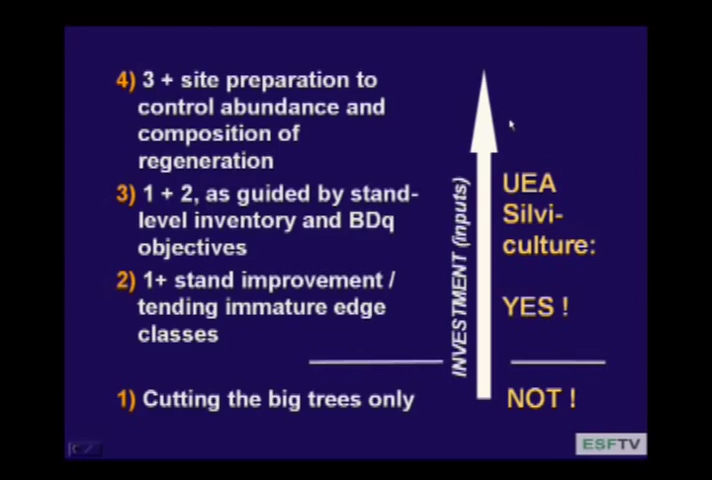 4) 3 + site preparation to
control abundance and
composition of
regeneration
3) 1 + 2, as guided by stand-
level inventory and BDq
objectives
2) 1+ stand improvement /
tending immature edge
classes
1) Cutting the big trees only
INVESTMENT (inputs)
UEA
Silvi-
culture:
YES !
NOT !
ESFTV